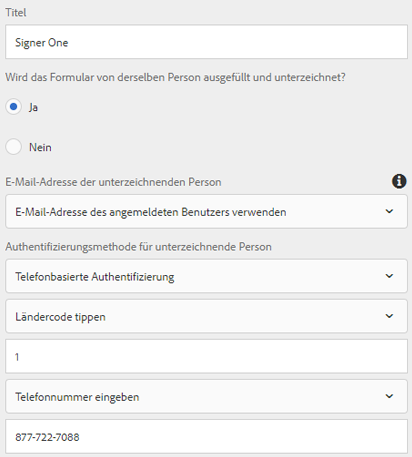 Titel
Signer One
Wird das Formular von derselben Person ausgefüllt und unterzeichnet?
Ja
Nein
E-Mail-Adresse der unterzeichnenden Person
E-Mail-Adresse des angemeldeten Benutzers verwenden
Authentifizierungsmethode für unterzeichnende Person
Telefonbasierte Authentifizierung
Ländercode tippen
1
Telefonnummer eingeben
877-722-7088